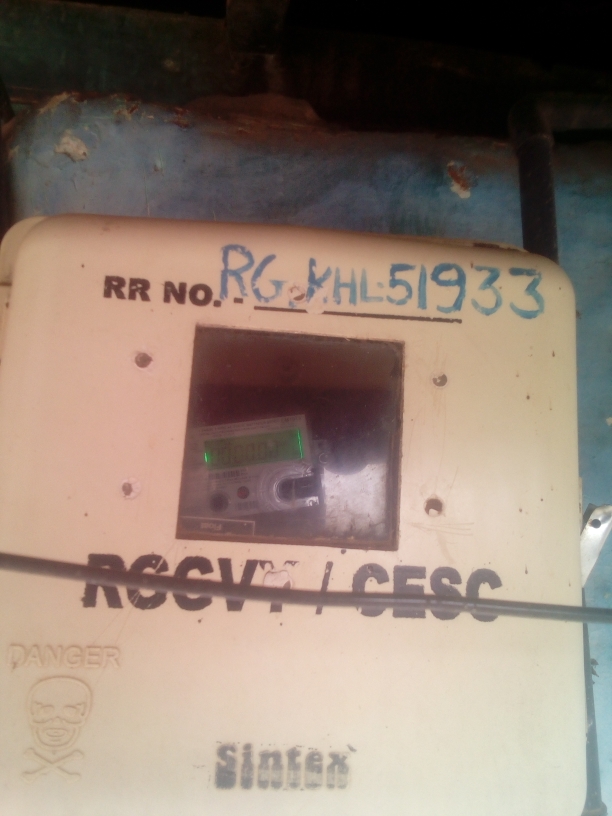 RR NO. - RG.KHL51933
RGGVY / CESC
DANGER
Sintex